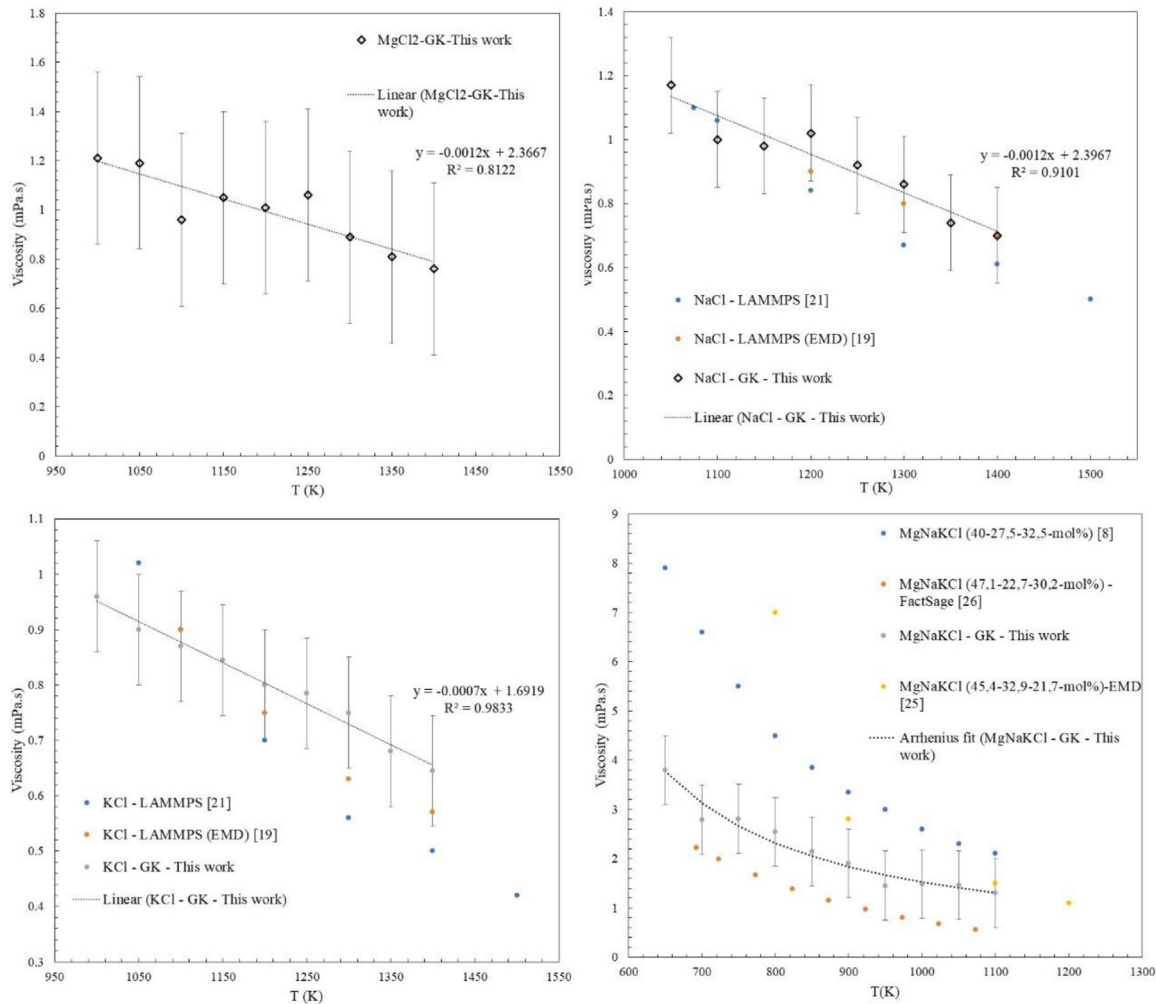 1.8
1.6
1.4
1.2
1
0.8
0.6
0.4
0.2
0
Viscosity (mPa.s)
950
1050
1150
1250
1350
1450
1550
T (K)
MgCl2-GK-This work
Linear (MgCl2-GK-This
work)
y = -0.0012x + 2.3667
R² = 0.8122
1.4
1.2
1
0.8
0.6
0.4
0.2
0
Viscosity (mPa.s)
1000
1100
1200
1300
1400
1500
T (K)
y = -0.0012x + 2.3967
R² = 0.9101
NaCl - LAMMPS [21]
NaCl - LAMMPS (EMD) [19]
NaCl - GK - This work
Linear (NaCl - GK - This work)
1.1
1
0.9
0.8
0.7
0.6
0.5
0.4
0.3
Viscosity (mPa.s)
950
1050
1150
1250
1350
1450
1550
T (K)
y = -0.0007x + 1.6919
R² = 0.9833
KCl - LAMMPS [21]
KCl - LAMMPS (EMD) [19]
KCl - GK - This work
Linear (KCl - GK - This work)
9
8
7
6
5
4
3
2
1
0
Viscosity (mPa.s)
600
700
800
900
1000
1100
1200
1300
T(K)
MgNaKCl (40-27,5-32,5-mol%) [8]
MgNaKCl (47,1-22,7-30,2-mol%) -
FactSage [26]
MgNaKCl - GK - This work
MgNaKCl (45,4-32,9-21,7-mol%)-EMD
[25]
Arrhenius fit (MgNaKCl - GK - This
work)